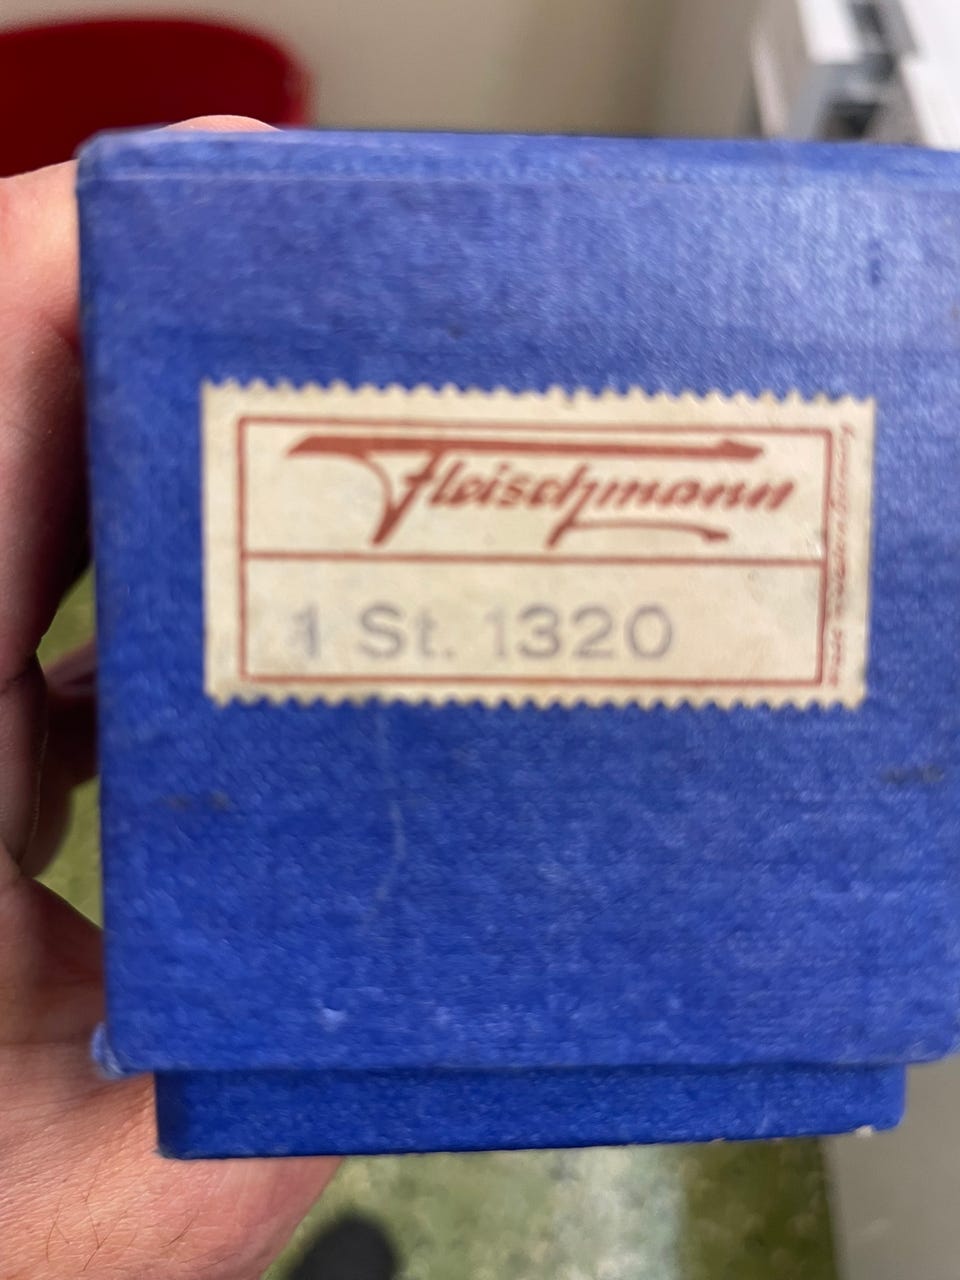 Fleischmann
1 St. 1320